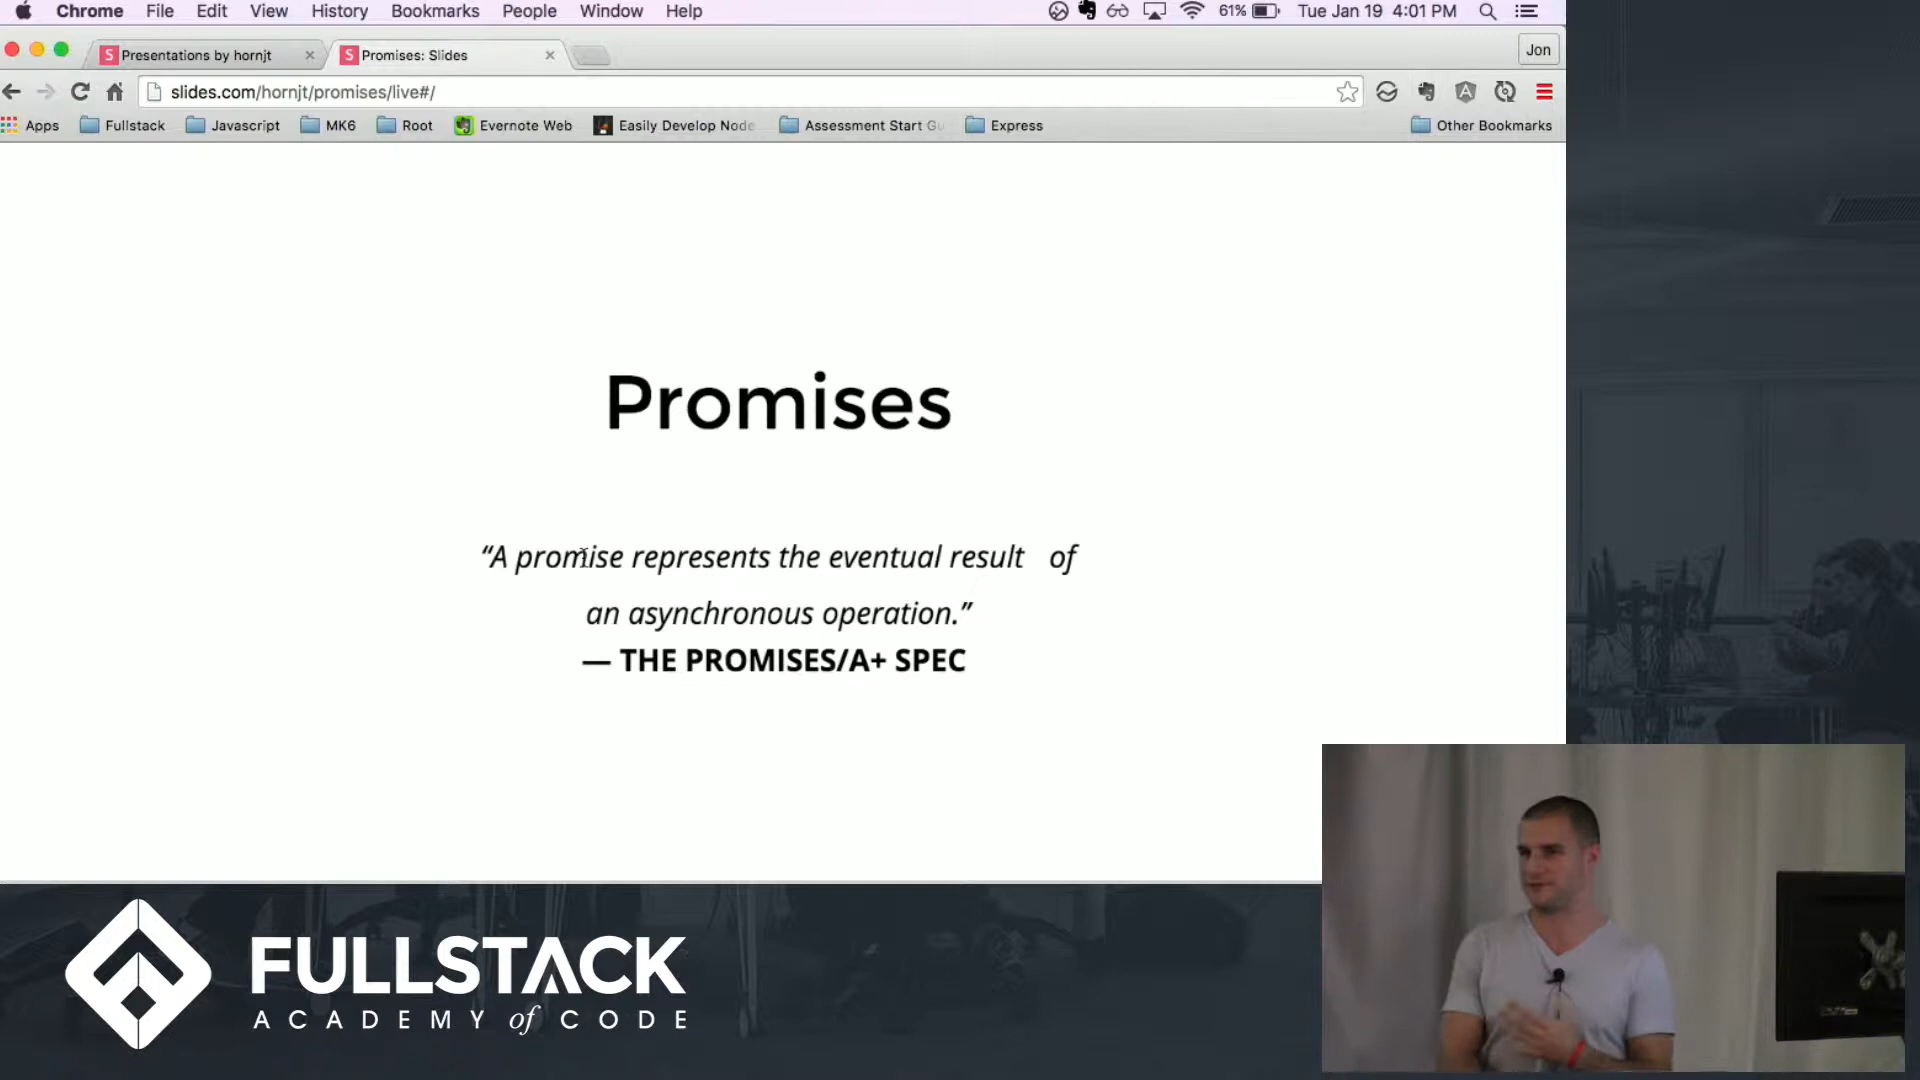 Chrome File Edit View History Bookmarks People Window Help 61% Tue Jan 19 4:01 PM
Presentations by hornjt Promises: Slides Jon
slides.com/hornjt/promises/live#/
Apps Fullstack Javascript MK6 Root Evernote Web Easily Develop Node Assessment Start Gu Express Other Bookmarks
Promises
“A promise represents the eventual result of
an asynchronous operation.”
— THE PROMISES/A+ SPEC
FULLSTACK
ACADEMY of CODE